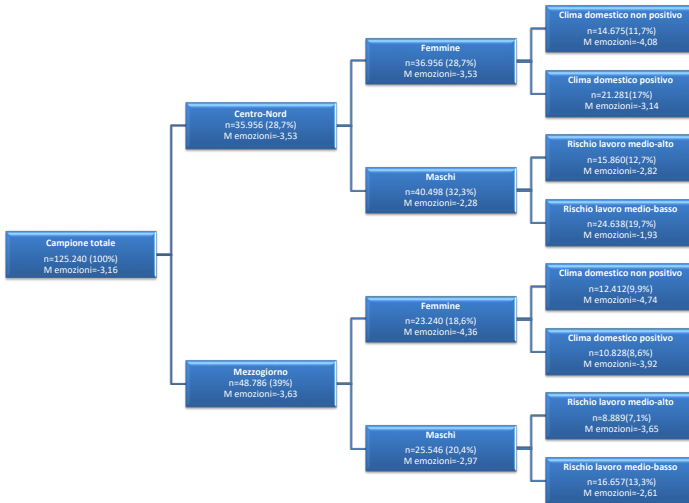 Clima domestico non positivo
n=14.675(11,7%)
M emozioni=-4,08
Femmine
n=36.956 (28,7%)
M emozioni=-3,53
Clima domestico positivo
n=21.281(17%)
M emozioni=-3,14
Centro-Nord
n=35.956 (28,7%)
M emozioni=-3,53
Rischio lavoro medio-alto
n=15.860(12,7%)
M emozioni=-2,82
Maschi
n=40.498 (32,3%)
M emozioni=-2,28
Rischio lavoro medio-basso
n=24.638(19,7%)
M emozioni=-1,93
Campione totale
n=125.240 (100%)
M emozioni=-3,16
Clima domestico non positivo
n=12.412(9,9%)
M emozioni=-4,74
Femmine
n=23.240 (18,6%)
M emozioni=-4,36
Clima domestico positivo
n=10.828(8,6%)
M emozioni=-3,92
Mezzogiorno
n=48.786 (39%)
M emozioni=-3,63
Rischio lavoro medio-alto
n=8.889(7,1%)
M emozioni=-3,65
Maschi
n=25.546 (20,4%)
M emozioni=-2,97
Rischio lavoro medio-basso
n=16.657(13,3%)
M emozioni=-2,61